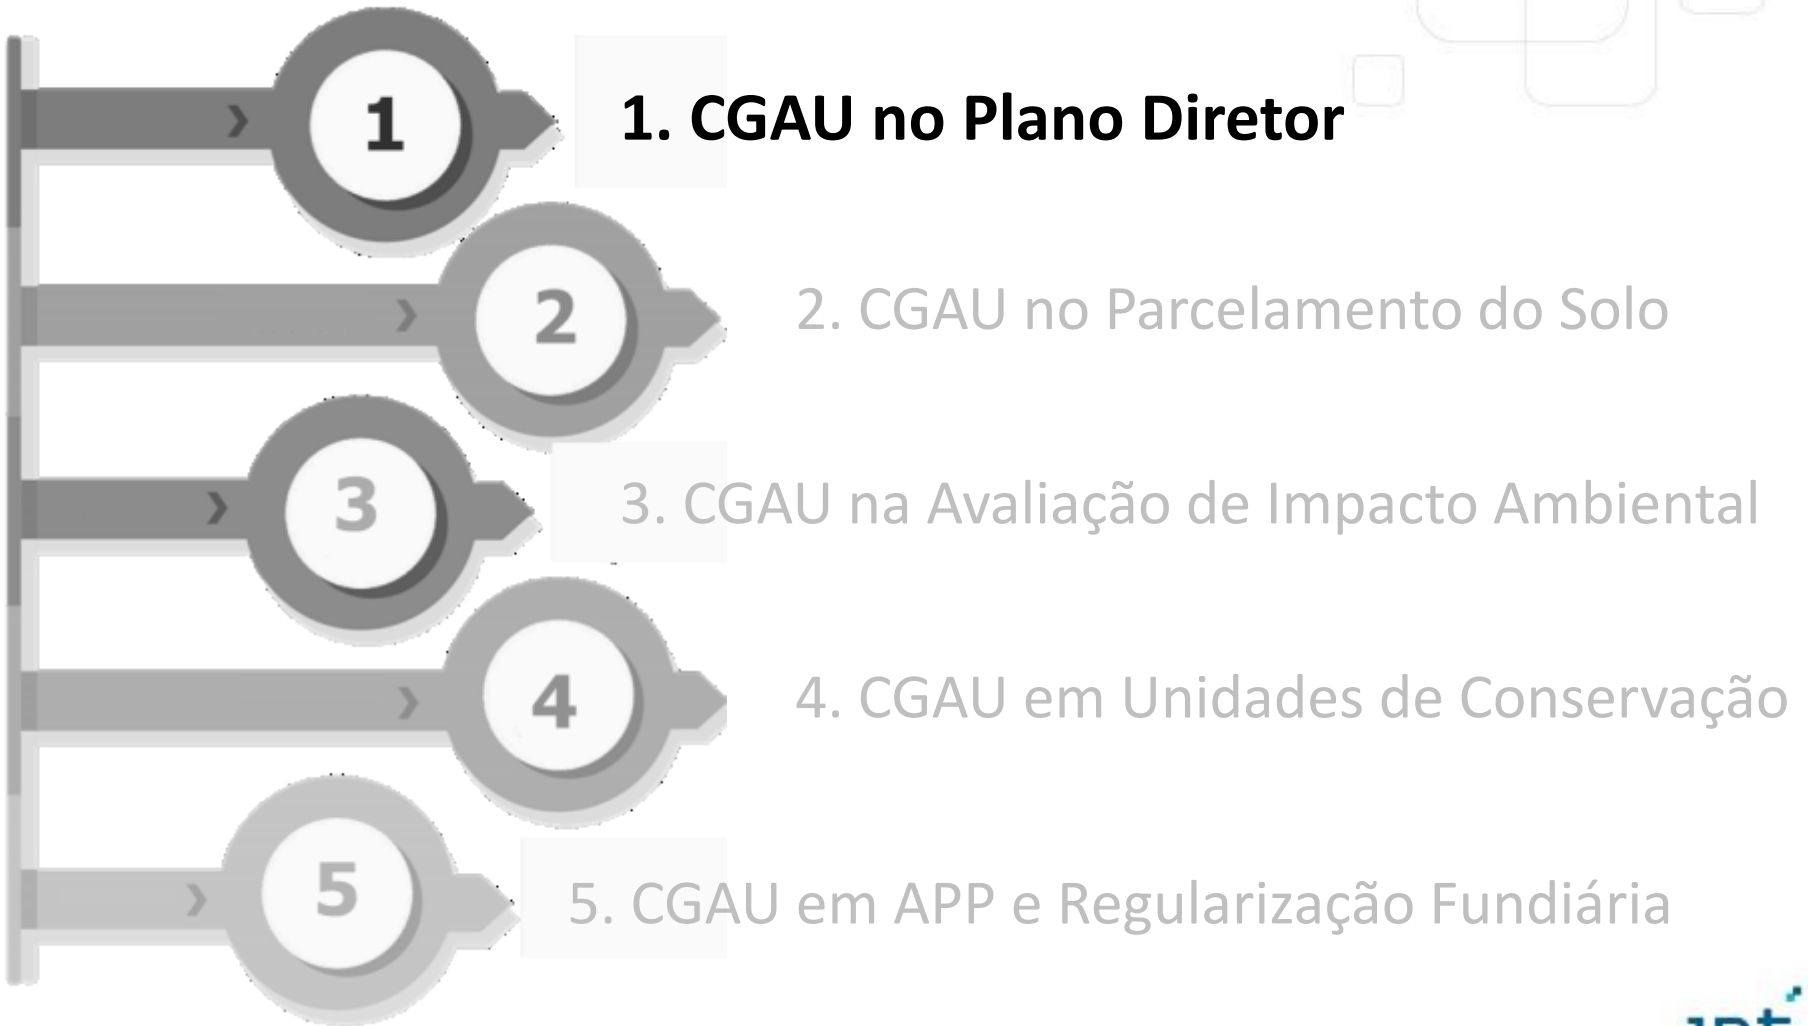 1
1. CGAU no Plano Diretor
2
2. CGAU no Parcelamento do Solo
3
3. CGAU na Avaliação de Impacto Ambiental
4
4. CGAU em Unidades de Conservação
5
5. CGAU em APP e Regularização Fundiária